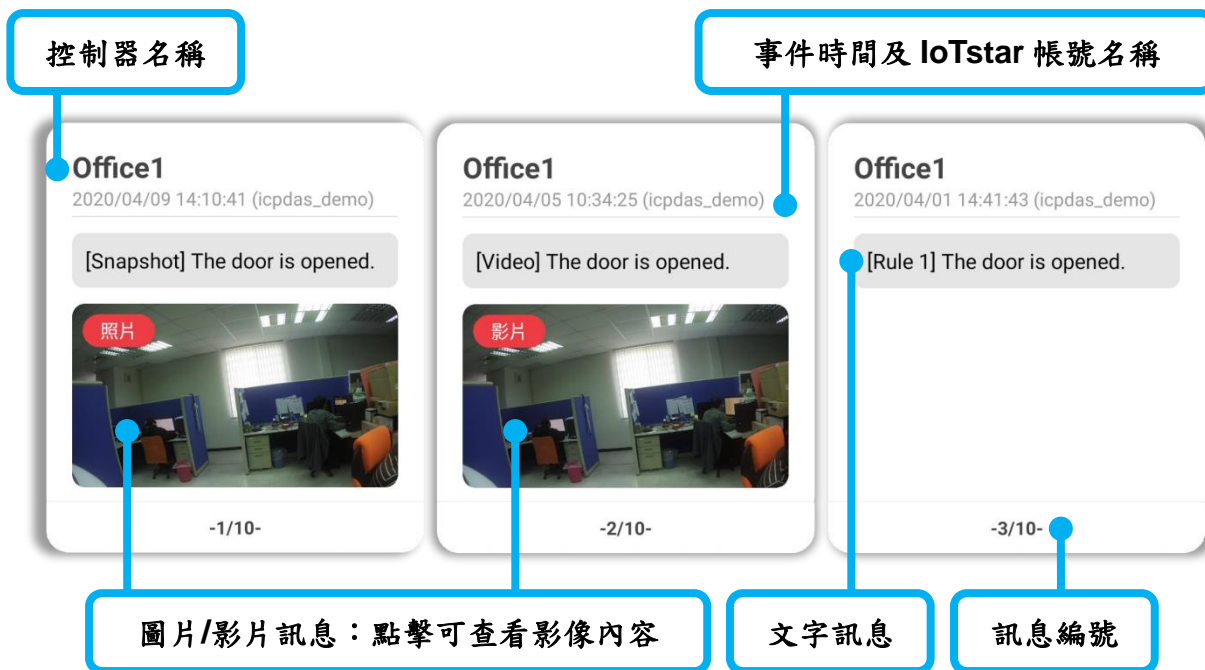 控制器名稱
事件時間及 IoTstar 帳號名稱
Office1
2020/04/09 14:10:41 (icpdas_demo)
[Snapshot] The door is opened.
照片
-1/10-
Office1
2020/04/05 10:34:25 (icpdas_demo)
[Video] The door is opened.
影片
-2/10-
Office1
2020/04/01 14:41:43 (icpdas_demo)
[Rule 1] The door is opened.
-3/10-
圖片/影片訊息：點擊可查看影像內容
文字訊息
訊息編號